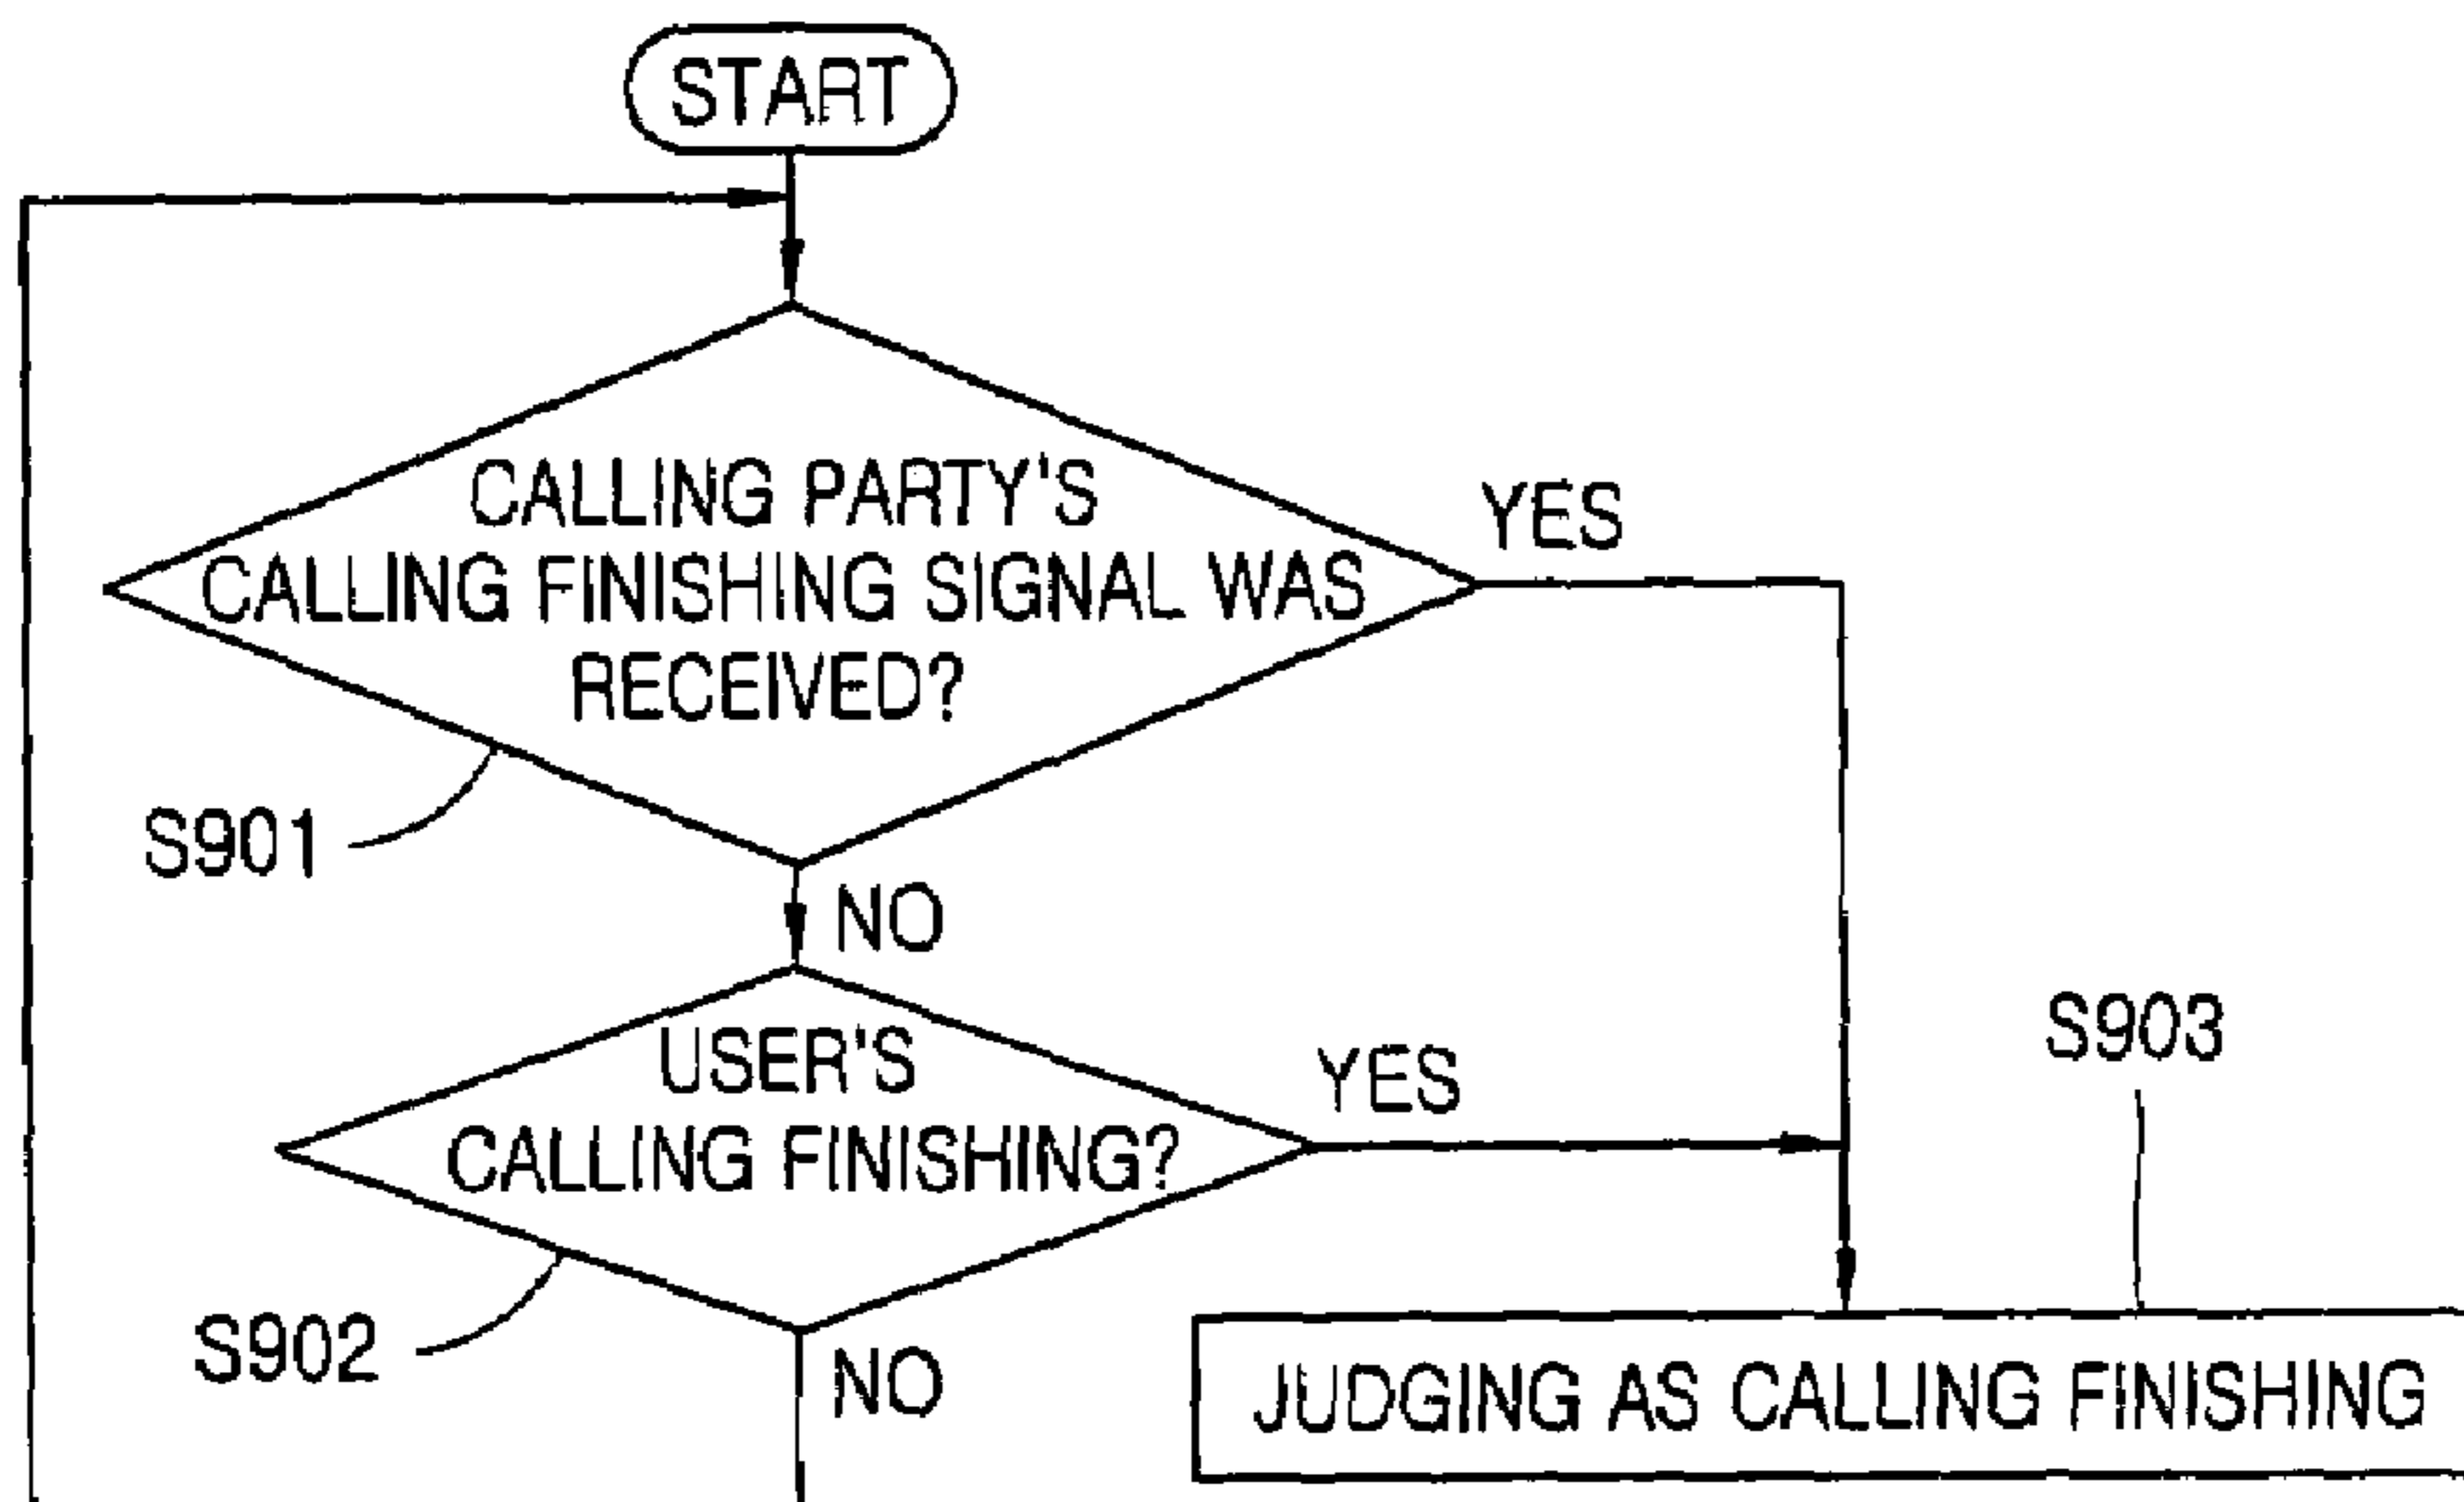 START
CALLING PARTY'S
CALLING FINISHING SIGNAL WAS
RECEIVED?
YES
S901
NO
USER'S
CALLING FINISHING?
YES
S903
S902
NO
JUDGING AS CALLING FINISHING